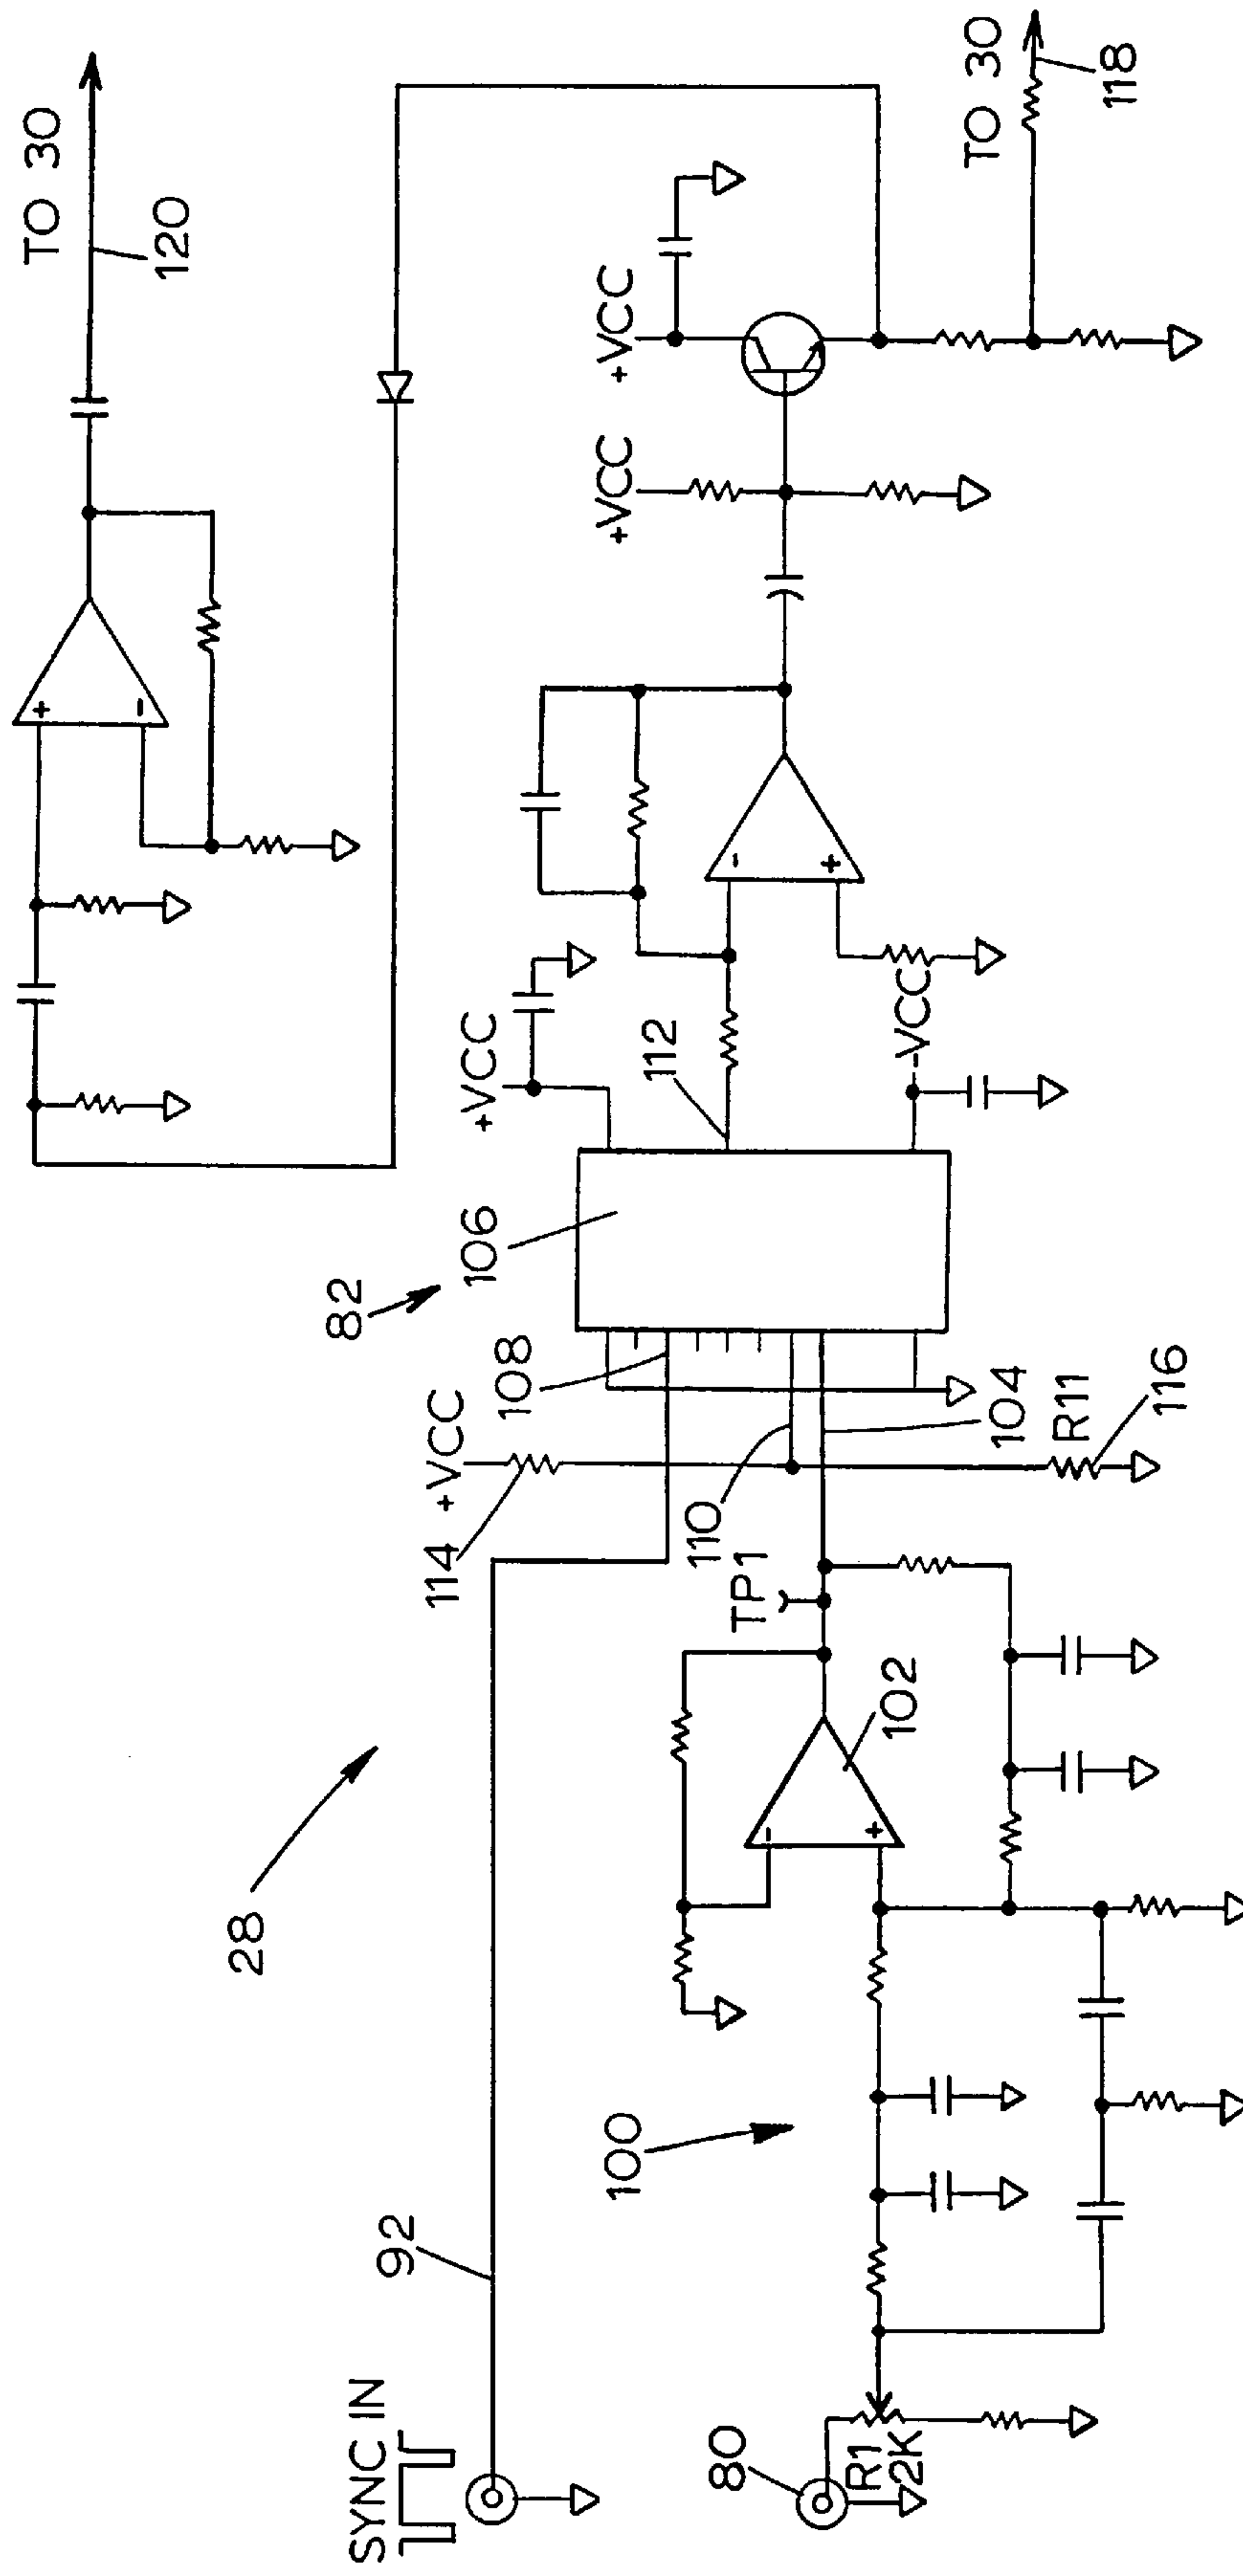 TO 30
120
TO 30
118
+VCC
+VCC
+VCC
112
-VCC
82
106
108
+VCC
114
110
104
R11
116
TP1
102
28
100
92
SYNC IN
80
R1
2K